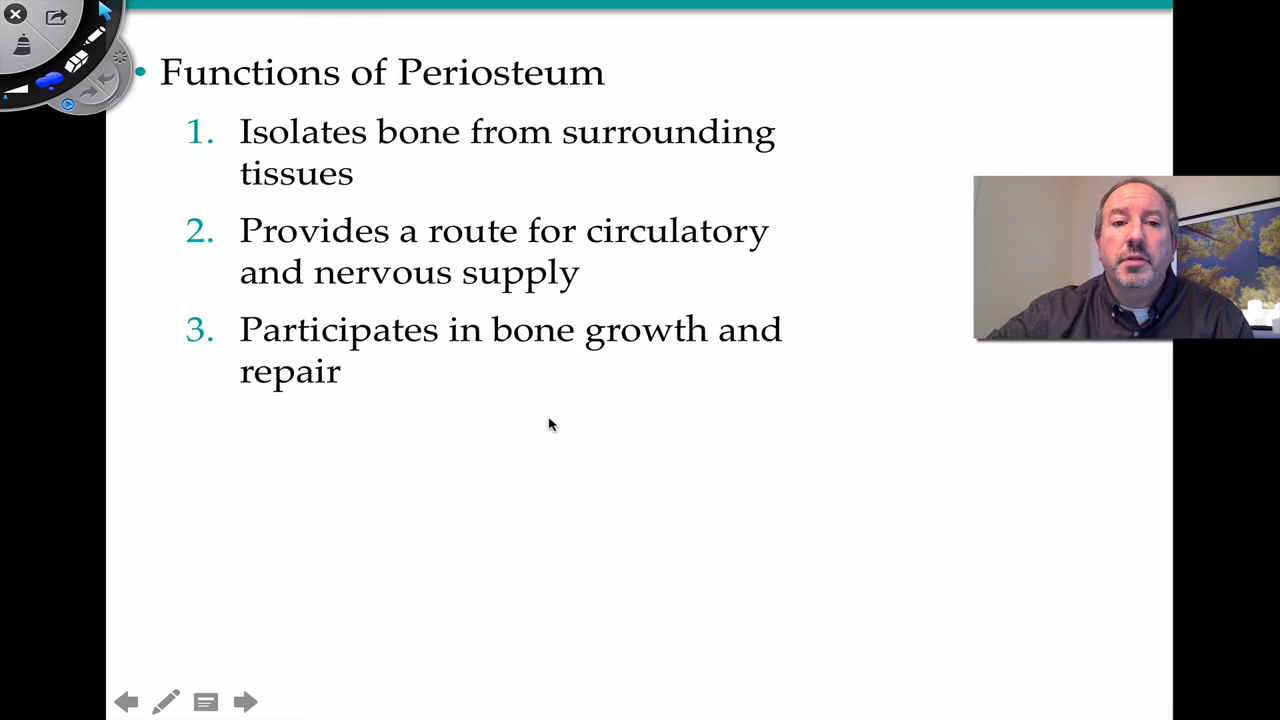 • Functions of Periosteum
1. Isolates bone from surrounding
tissues
2. Provides a route for circulatory
and nervous supply
3. Participates in bone growth and
repair